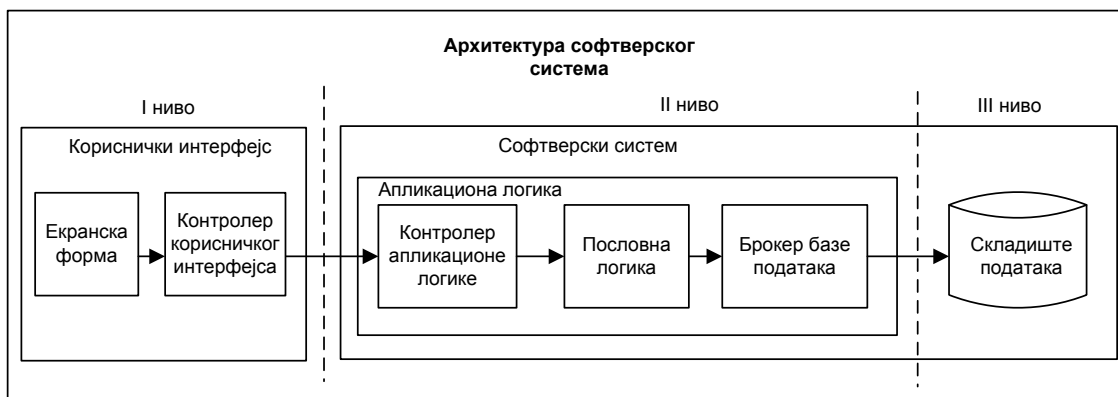 Архитектура софтверског
система
I ниво
II ниво
III ниво
Кориснички интерфејс
Софтверски систем
Апликациона логика
Екранска
форма
Контролер
корисничког
интерфејса
Контролер
апликационе
логике
Пословна
логика
Брокер базе
података
Складиште
података